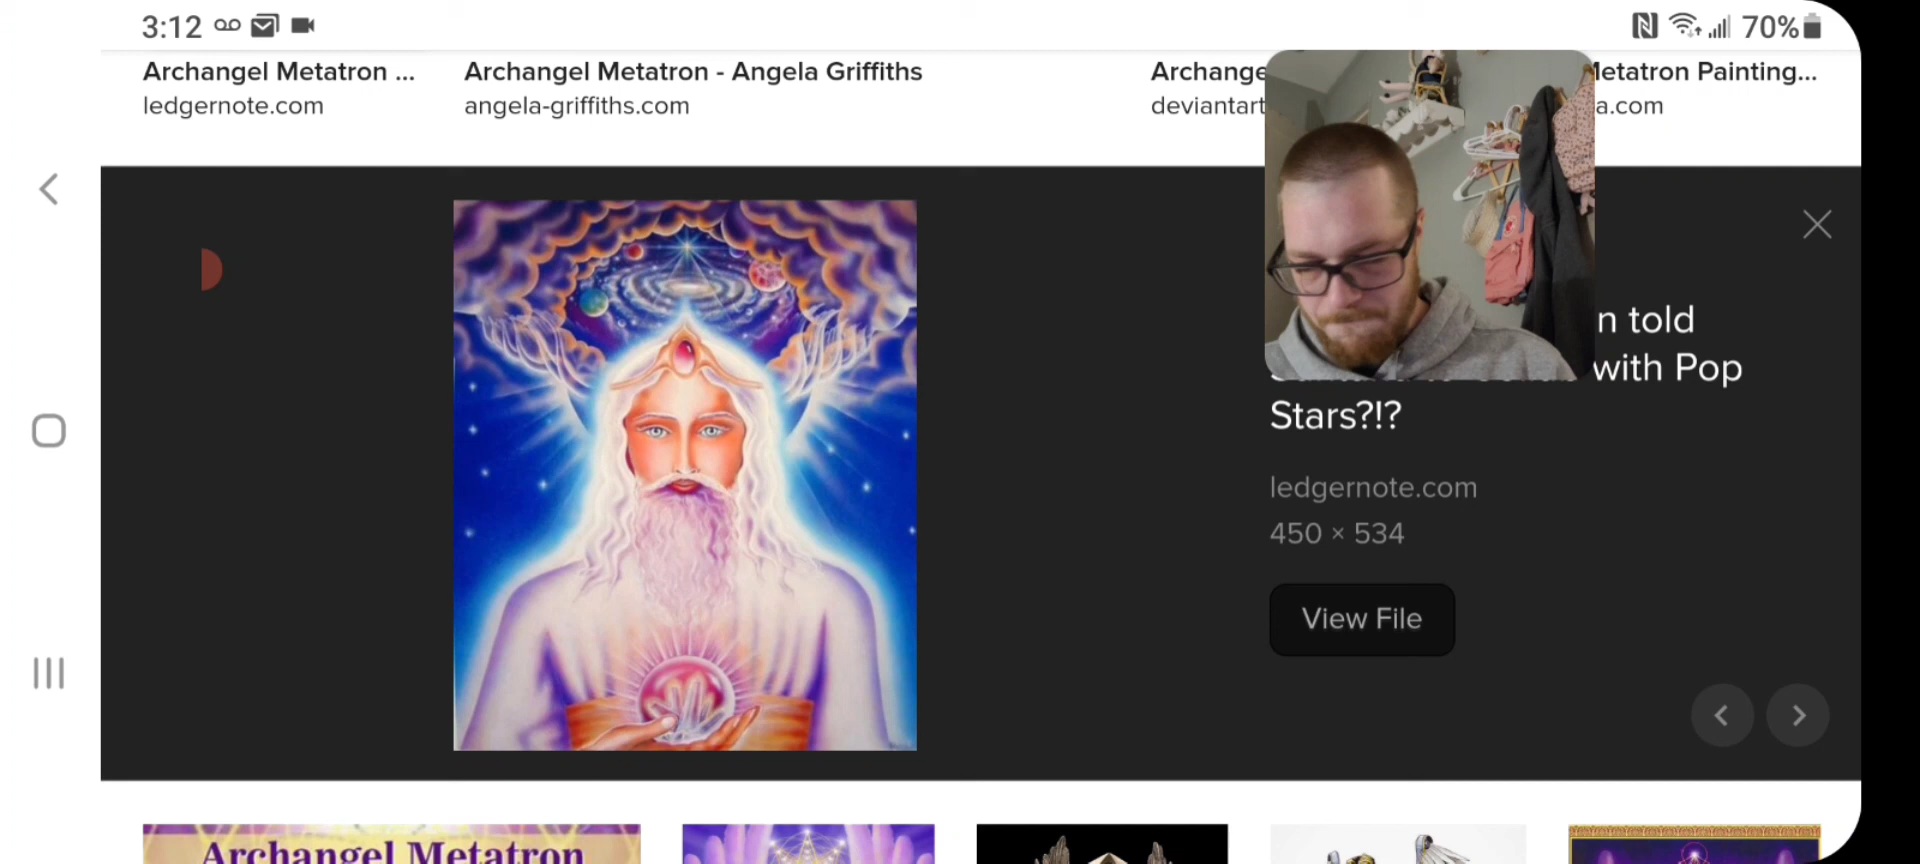 3:12
70%
Archangel Metatron ...
ledgernote.com
Archangel Metatron - Angela Griffiths
angela-griffiths.com
Archange
deviantart
Metatron Painting...
a.com
n told
with Pop
Stars?!?
ledgernote.com
450 × 534
View File
Archangel Metatron